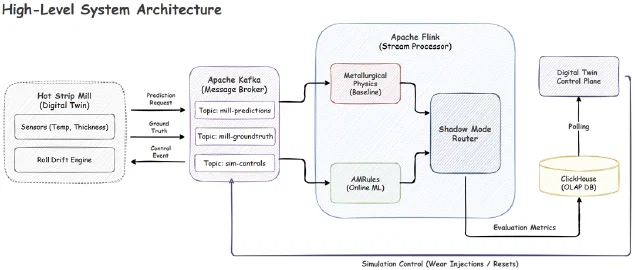 High-Level System Architecture
Apache Flink
(Stream Processor)
Hot Strip Mill
(Digital Twin)
Sensors (Temp, Thickness)
Roll Drift Engine
Prediction
Request
Ground
Truth
Control
Event
Apache Kafka
(Message Broker)
Topic: mill-predictions
Topic: mill-groundtruth
Topic: sim-controls
Metallurgical
Physics
(Baseline)
AMRules
(Online ML)
Shadow Mode
Router
Digital Twin
Control Plane
Polling
ClickHouse
(OLAP DB)
Evaluation Metrics
Simulation Control (Wear Injections / Resets)